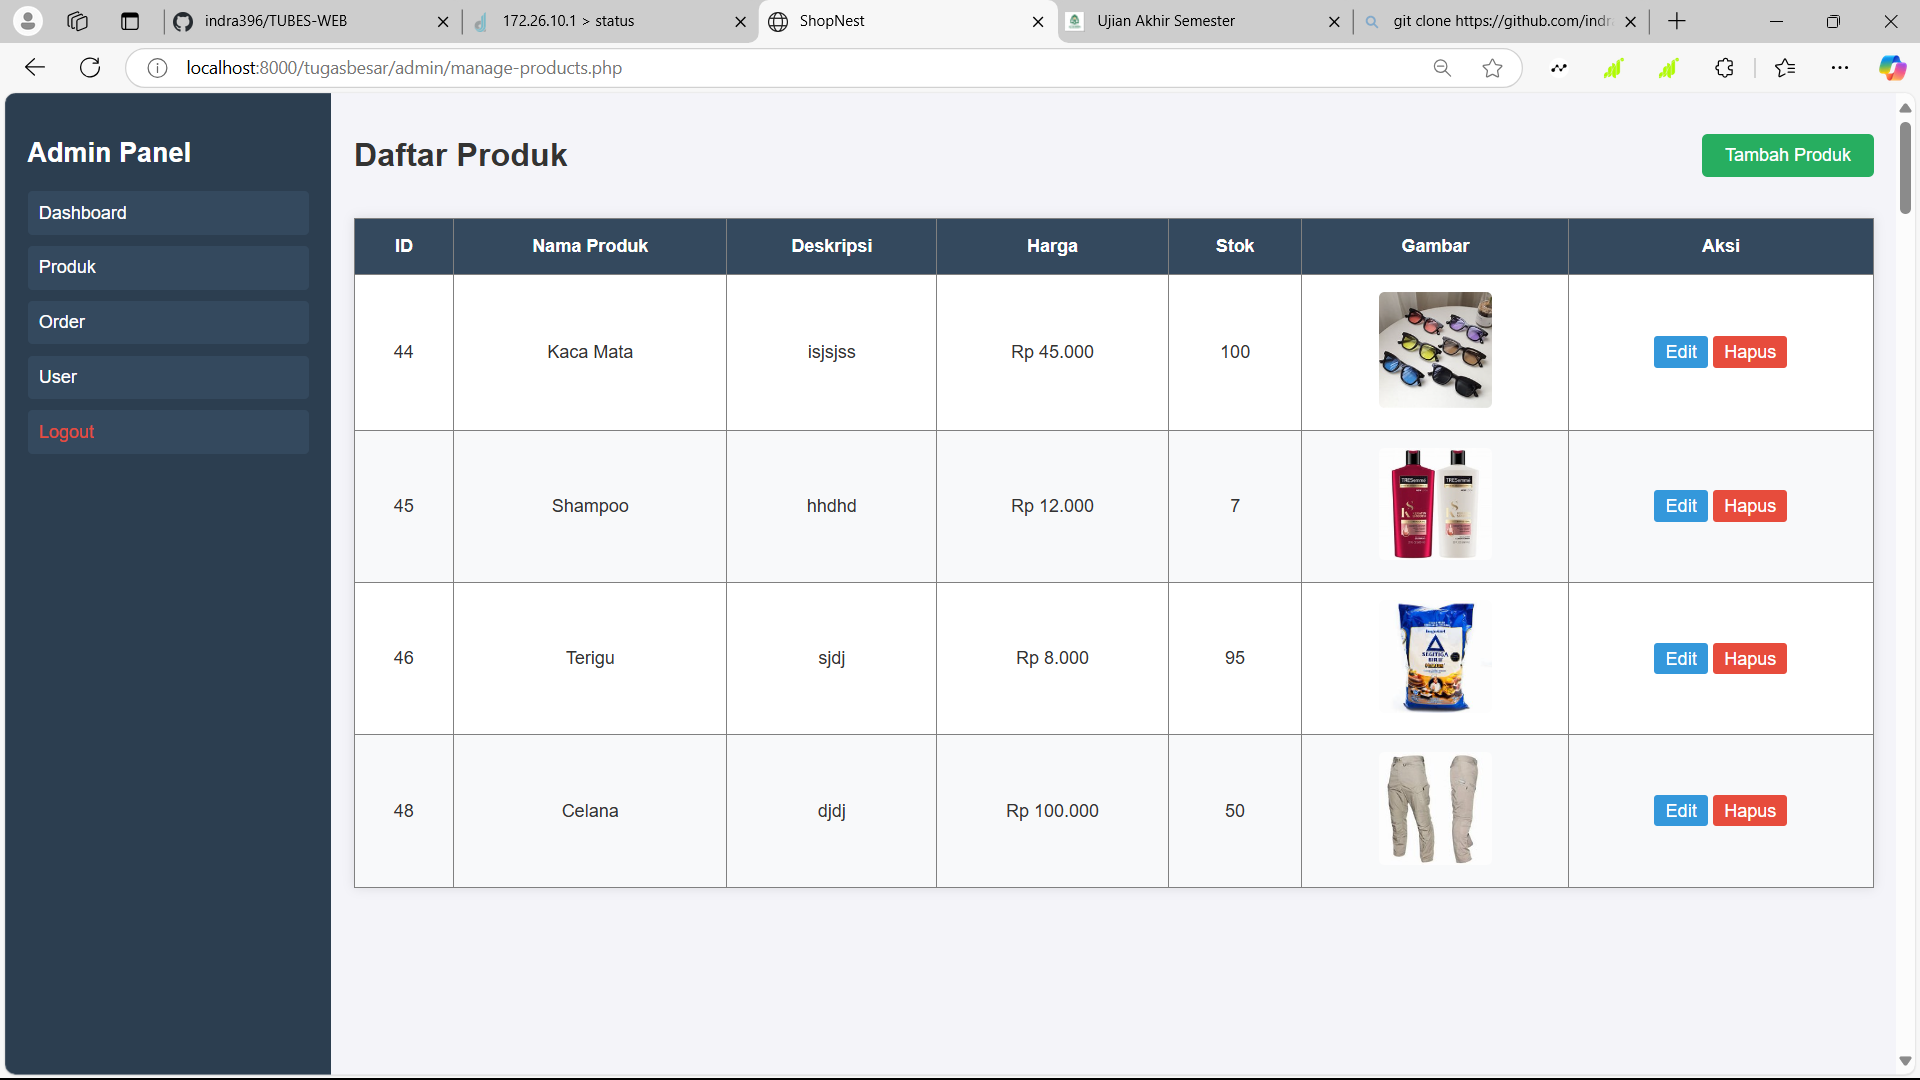 indra396/TUBES-WEB
172.26.10.1 > status
ShopNest
Ujian Akhir Semester
git clone https://github.com/indr
localhost:8000/tugasbesar/admin/manage-products.php
Admin Panel
Dashboard
Produk
Order
User
Logout
Daftar Produk
Tambah Produk
ID Nama Produk Deskripsi Harga Stok Gambar Aksi
44 Kaca Mata isjsjss Rp 45.000 100 Edit Hapus
45 Shampoo hhdhd Rp 12.000 7 Edit Hapus
TRESemmé TRESemmé
46 Terigu sjdj Rp 8.000 95 Edit Hapus
SEGITIGA
BIRU
48 Celana djdj Rp 100.000 50 Edit Hapus